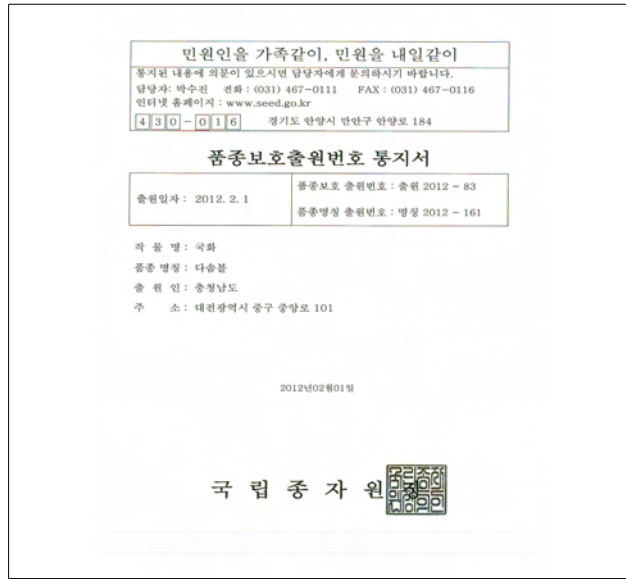 민원인을 가족같이, 민원을 내일같이
통지된 내용에 의문이 있으시면 담당자에게 문의하시기 바랍니다.
담당자: 박수진 전화 : (031) 467-0111 FAX : (031) 467-0116
인터넷 홈페이지 : www.seed.go.kr
430-016 경기도 안양시 만안구 안양로 184
품종보호출원번호 통지서
출원일자 : 2012. 2. 1
품종보호 출원번호 : 출원 2012 - 83
품종명칭 출원번호 : 명칭 2012 - 161
작 물 명 : 국화
품종 명칭 : 다솜볼
출 원 인 : 충청남도
주 소 : 대전광역시 중구 중앙로 101
2012년02월01일
국 립 종 자 원 장